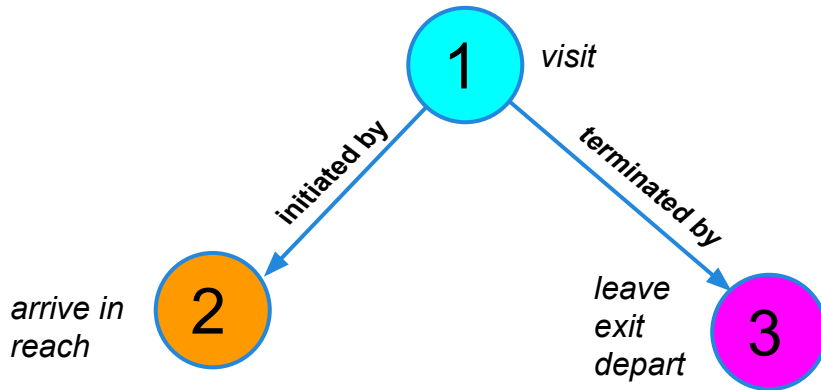 1
visit
initiated by
terminated by
arrive in
reach
2
leave
exit
depart
3